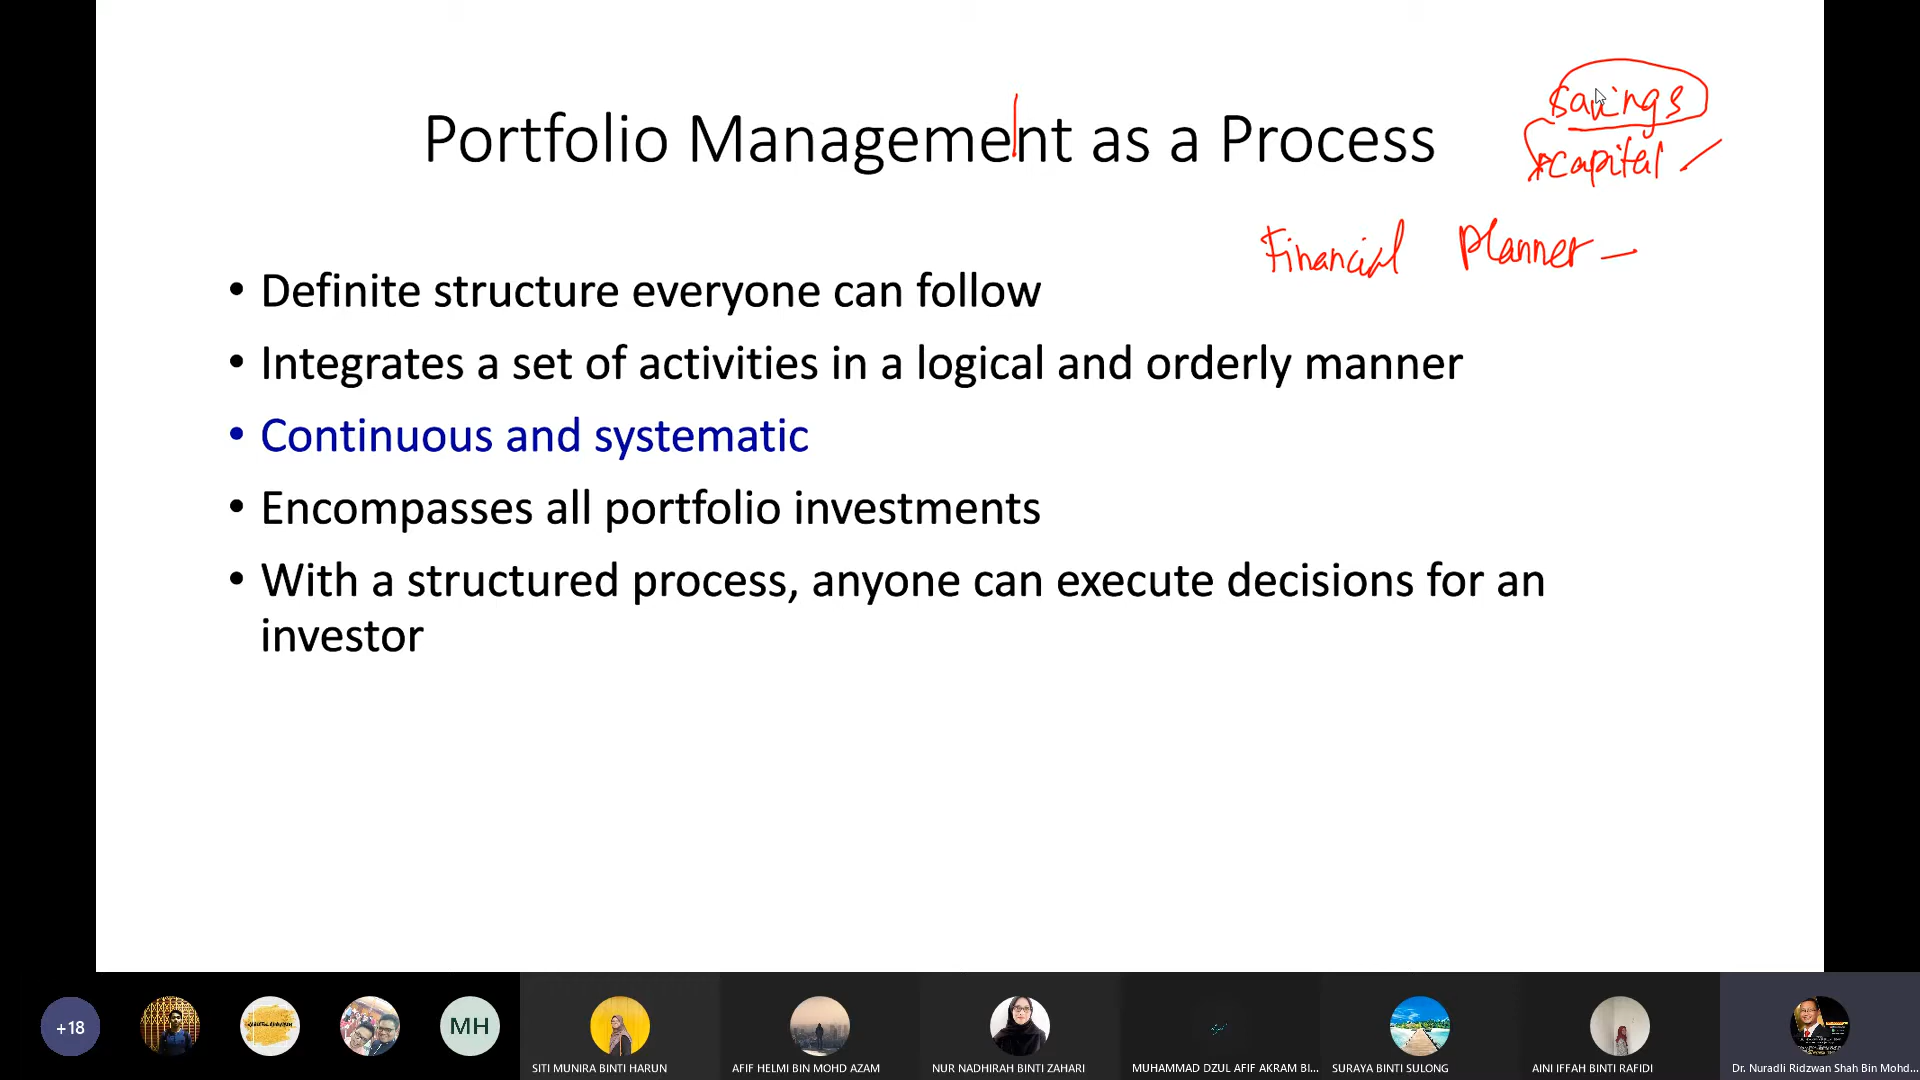 savings
Portfolio Management as a Process
capital
Financial Planner –
• Definite structure everyone can follow
• Integrates a set of activities in a logical and orderly manner
• Continuous and systematic
• Encompasses all portfolio investments
• With a structured process, anyone can execute decisions for an
investor
+18
MH
SITI MUNIRA BINTI HARUN
AFIF HELMI BIN MOHD AZAM
NUR NADHIRAH BINTI ZAHARI
MUHAMMAD DZUL AFIF AKRAM BI...
SURAYA BINTI SULONG
AINI IFFAH BINTI RAFIDI
Dr. Nuradli Ridzwan Shah Bin Mohd...